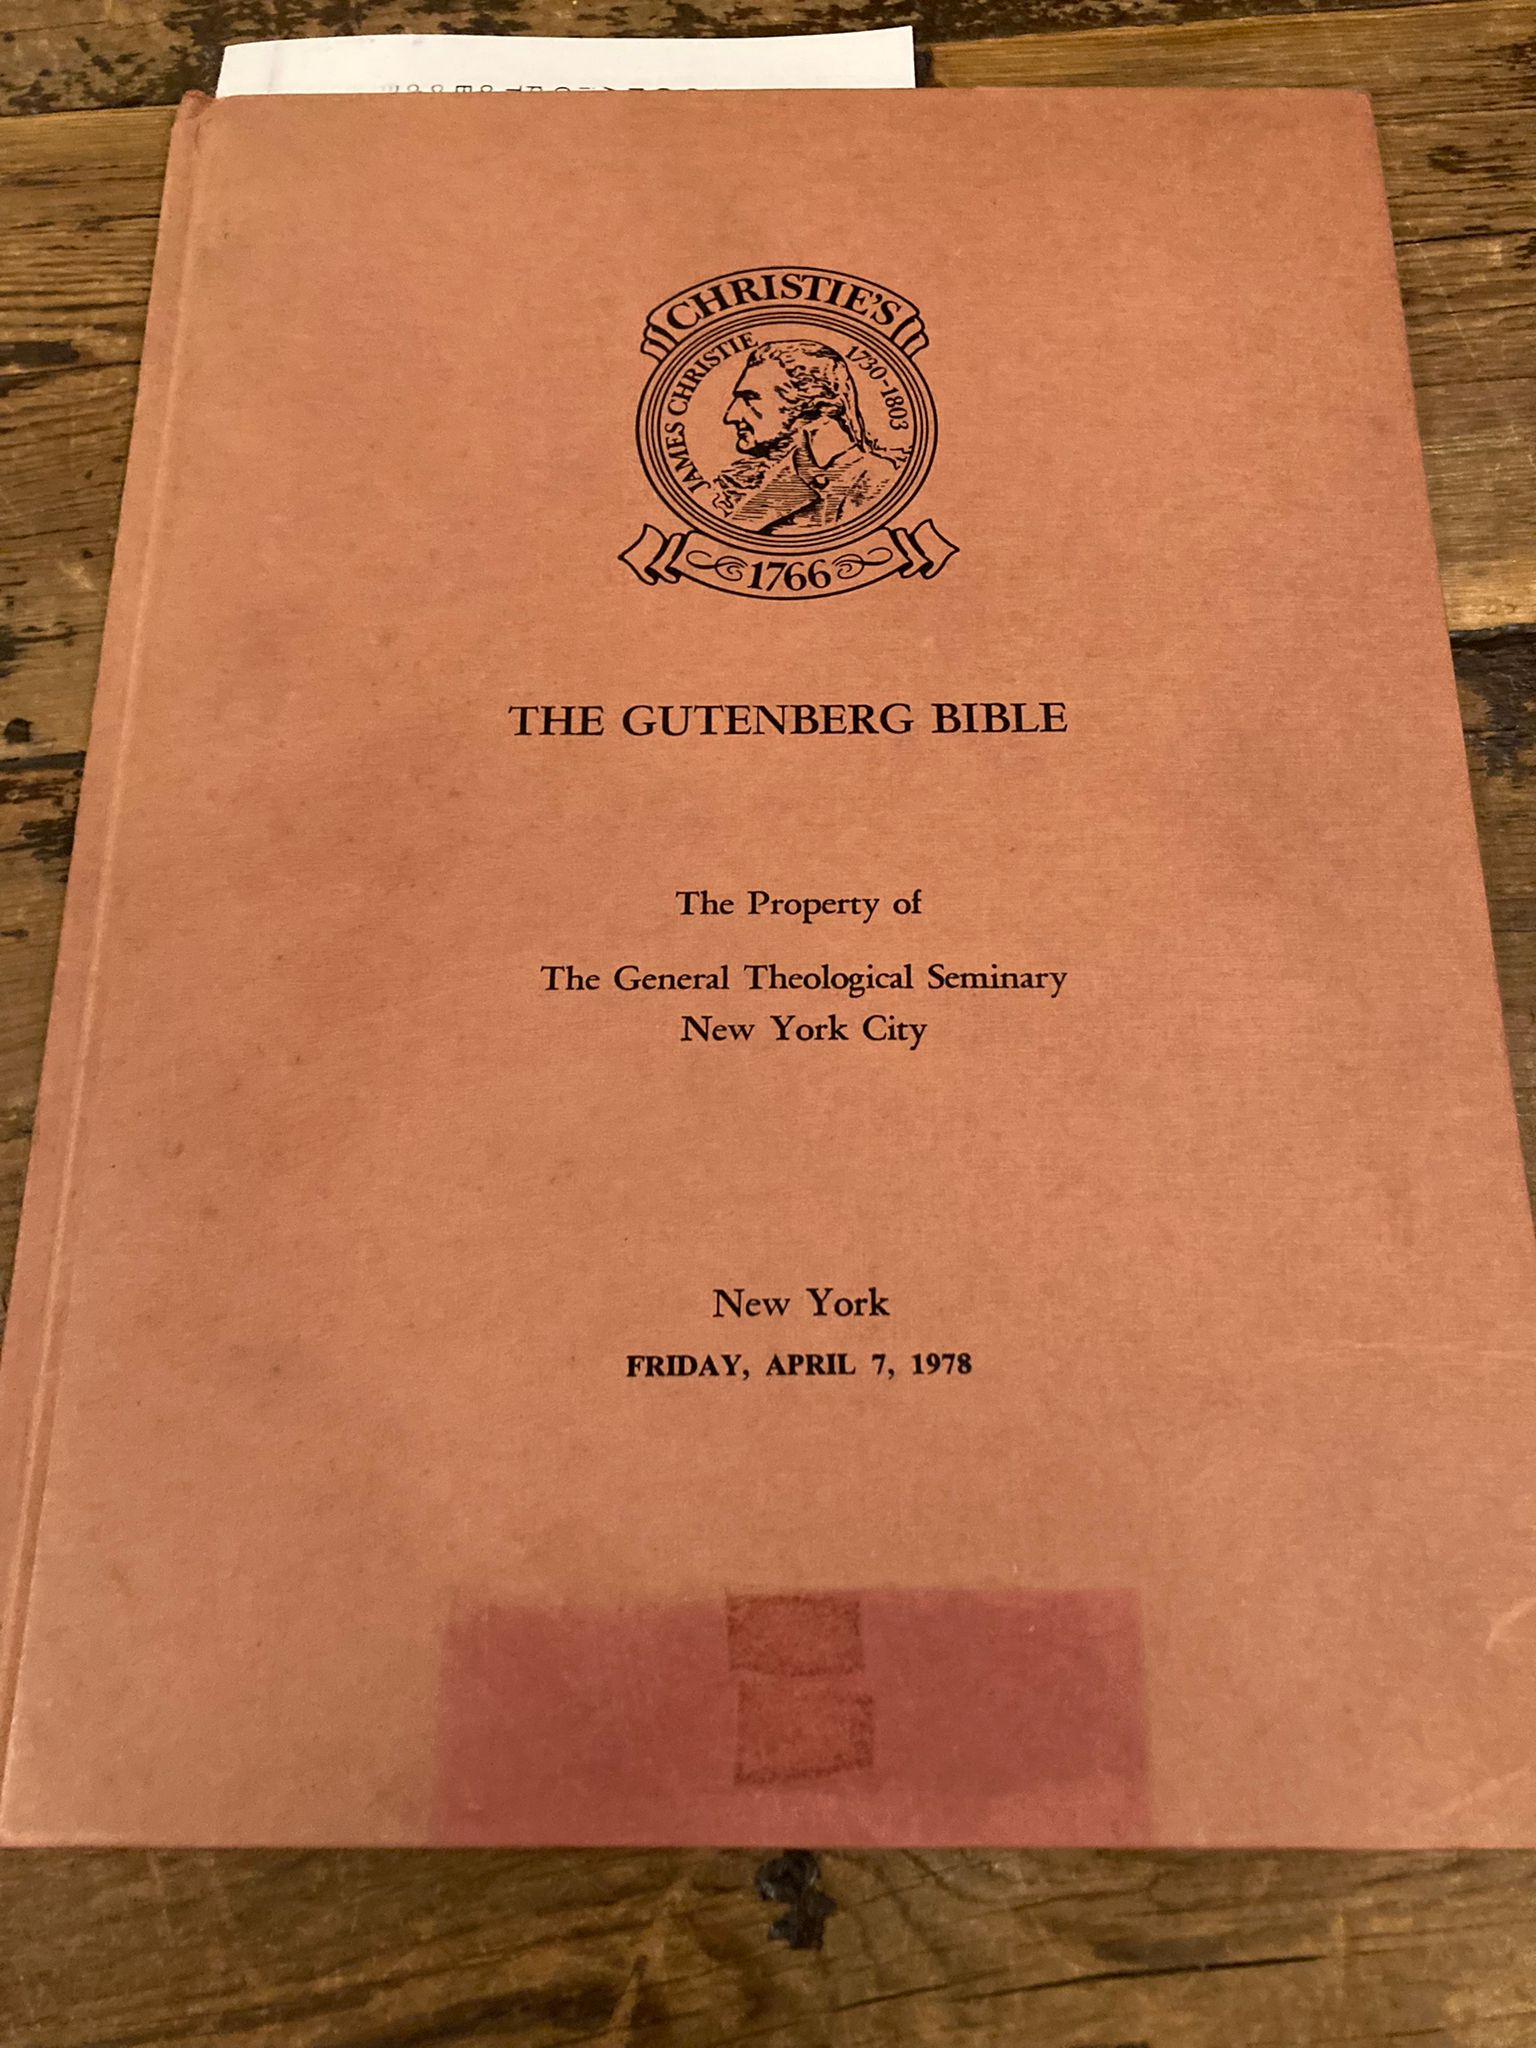 CHRISTIE'S
JAMES CHRISTIE 1730-1803
1766
THE GUTENBERG BIBLE
The Property of
The General Theological Seminary
New York City
New York
FRIDAY, APRIL 7, 1978